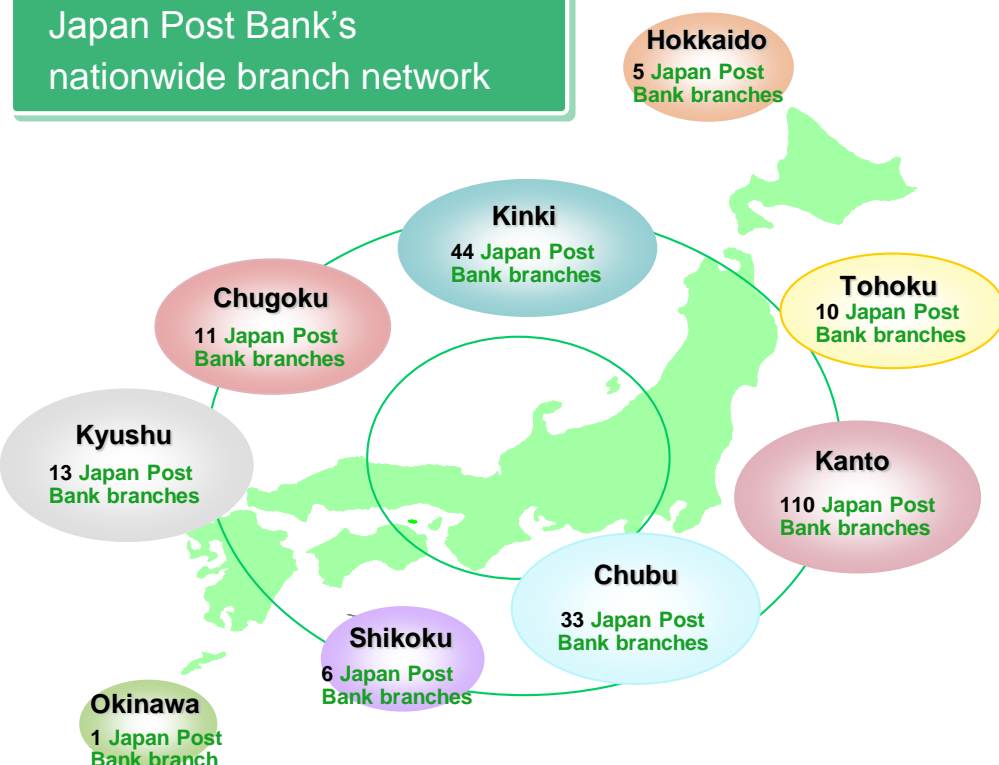 Japan Post Bank's
nationwide branch network
Hokkaido
5 Japan Post
Bank branches
Kinki
44 Japan Post
Bank branches
Tohoku
10 Japan Post
Bank branches
Chugoku
11 Japan Post
Bank branches
Kyushu
13 Japan Post
Bank branches
Kanto
110 Japan Post
Bank branches
Chubu
33 Japan Post
Bank branches
Shikoku
6 Japan Post
Bank branches
Okinawa
1 Japan Post
Bank branch